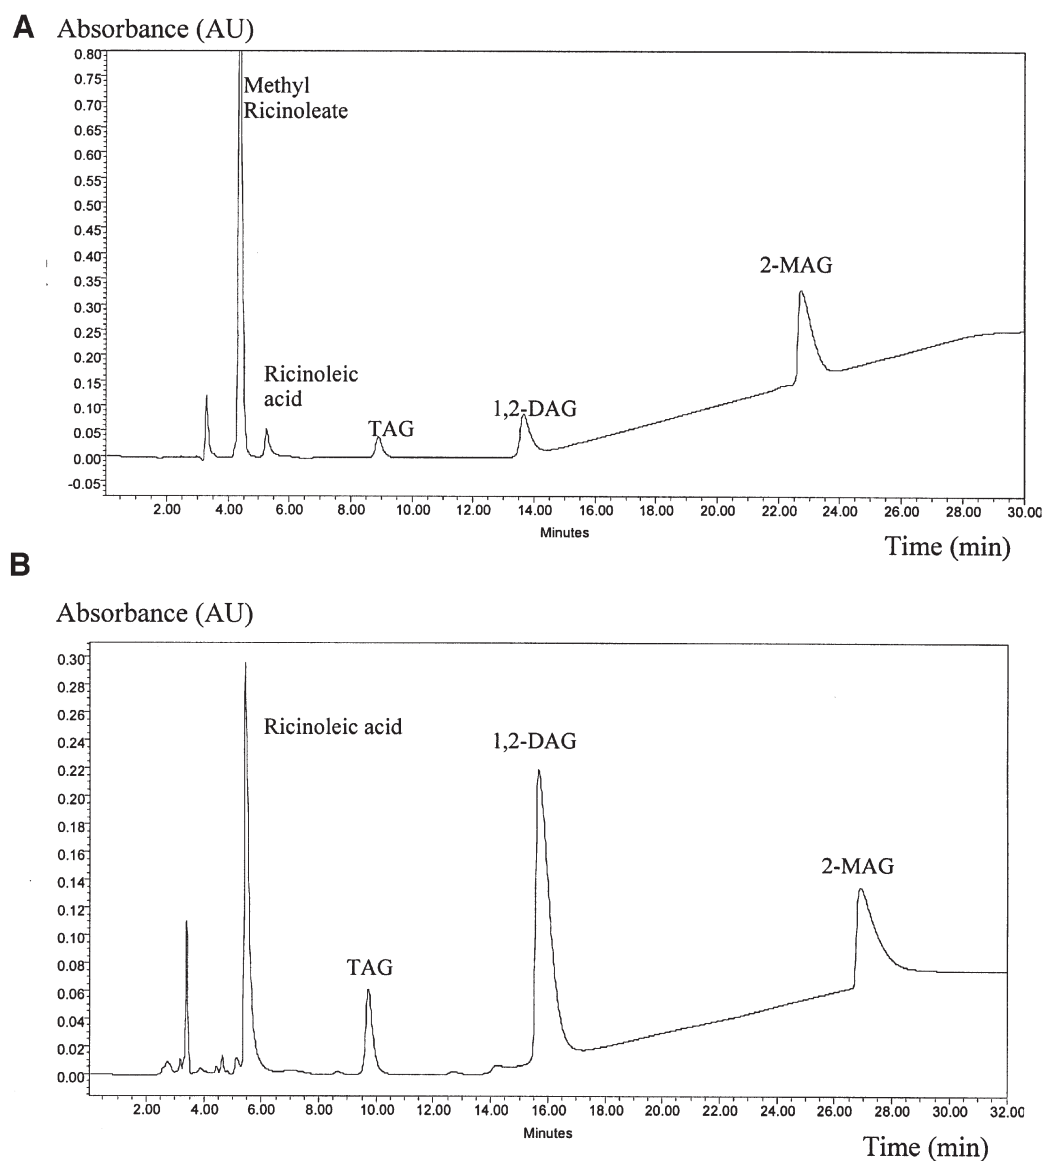 A Absorbance (AU)
0.80
0.75
0.70
0.65
0.60
0.55
0.50
0.45
0.40
0.35
0.30
0.25
0.20
0.15
0.10
0.05
0.00
-0.05
Methyl
Ricinoleate
Ricinoleic
acid
TAG
1,2-DAG
2-MAG
2.00 4.00 6.00 8.00 10.00 12.00 14.00 16.00 18.00 20.00 22.00 24.00 26.00 28.00 30.00
Minutes
Time (min)
B
Absorbance (AU)
0.30
0.28
0.26
0.24
0.22
0.20
0.18
0.16
0.14
0.12
0.10
0.08
0.06
0.04
0.02
0.00
Ricinoleic acid
TAG
1,2-DAG
2-MAG
2.00 4.00 6.00 8.00 10.00 12.00 14.00 16.00 18.00 20.00 22.00 24.00 26.00 28.00 30.00 32.00
Minutes
Time (min)